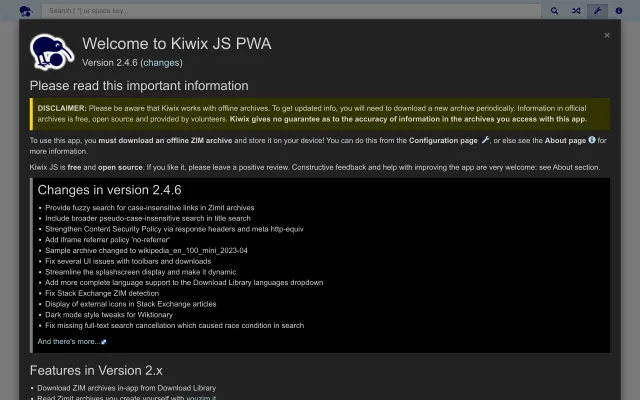 Search [ *] or space key
Welcome to Kiwix JS PWA
Version 2.4.6 (changes)
Please read this important information
DISCLAIMER: Please be aware that Kiwix works with offline archives. To get updated info, you will need to download a new archive periodically. Information in official
archives is free, open source and provided by volunteers. Kiwix gives no guarantee as to the accuracy of information in the archives you access with this app.
To use this app, you must download an offline ZIM archive and store it on your device! You can do this from the Configuration page , or else see the About page for
more information.
Kiwix JS is free and open source. If you like it, please leave a positive review. Constructive feedback and help with improving the app are very welcome: see About section.
Changes in version 2.4.6
• Provide fuzzy search for case-insensitive links in Zimit archives
• Include broader pseudo-case-insensitive search in title search
• Strengthen Content Security Policy via response headers and meta http-equiv
• Add iframe referrer policy 'no-referrer'
• Sample archive changed to wikipedia_en_100_mini_2023-04
• Fix several UI issues with toolbars and downloads
• Streamline the splashscreen display and make it dynamic
• Add more complete language support to the Download Library languages dropdown
• Fix Stack Exchange ZIM detection
• Display of external icons in Stack Exchange articles
• Dark mode style tweaks for Wiktionary
• Fix missing full-text search cancellation which caused race condition in search
And there's more...
Features in Version 2.x
• Download ZIM archives in-app from Download Library
• Read Zimit archives you create yourself with youzim.it